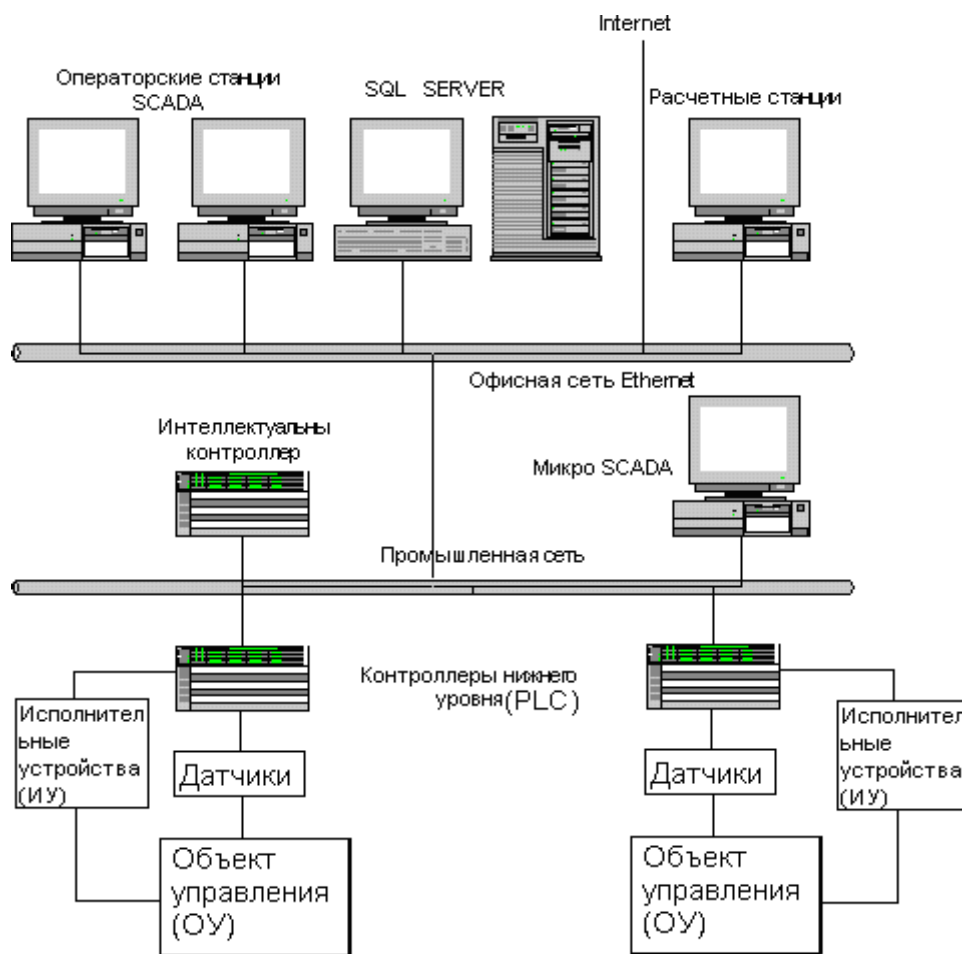 Internet
Операторские станции
SCADA
SQL SERVER
Расчетные станции
Офисная сеть Ethernet
Интеллектуальны
контроллер
Микро SCADA
Промышленная сеть
Контроллеры нижнего
уровня(PLC)
Исполнител
ьные
устройства
(ИУ)
Датчики
Объект
управления
(ОУ)
Датчики
Исполнител
ьные
устройства
(ИУ)
Объект
управления
(ОУ)